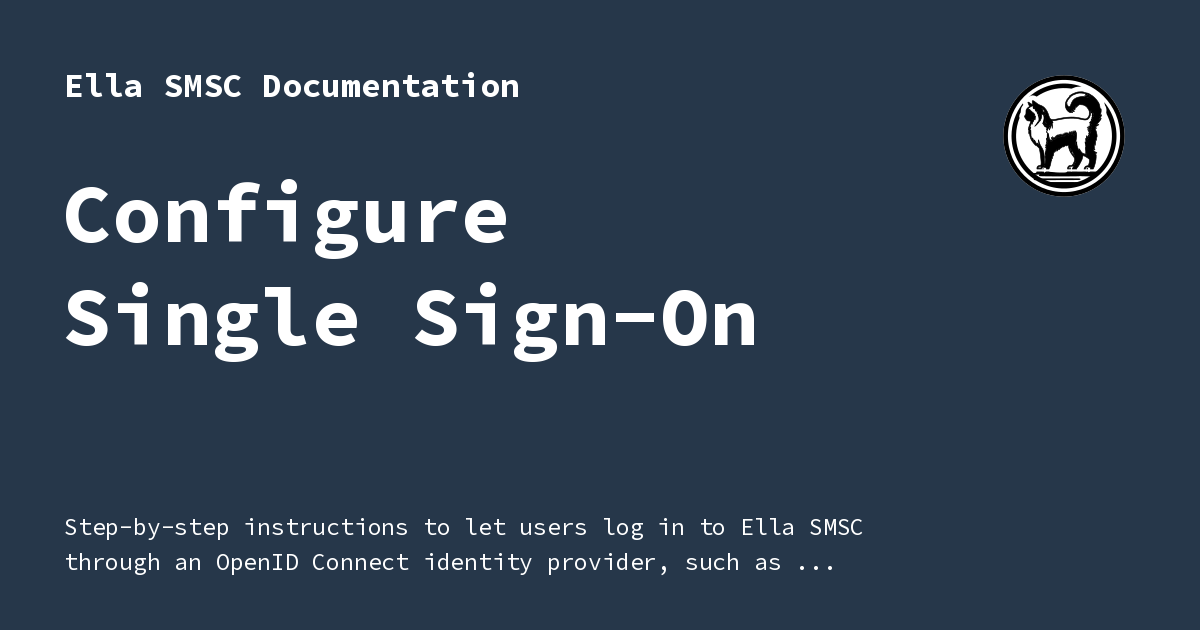 Ella SMSC Documentation
Configure
Single Sign-On
Step-by-step instructions to let users log in to Ella SMSC
through an OpenID Connect identity provider, such as ...